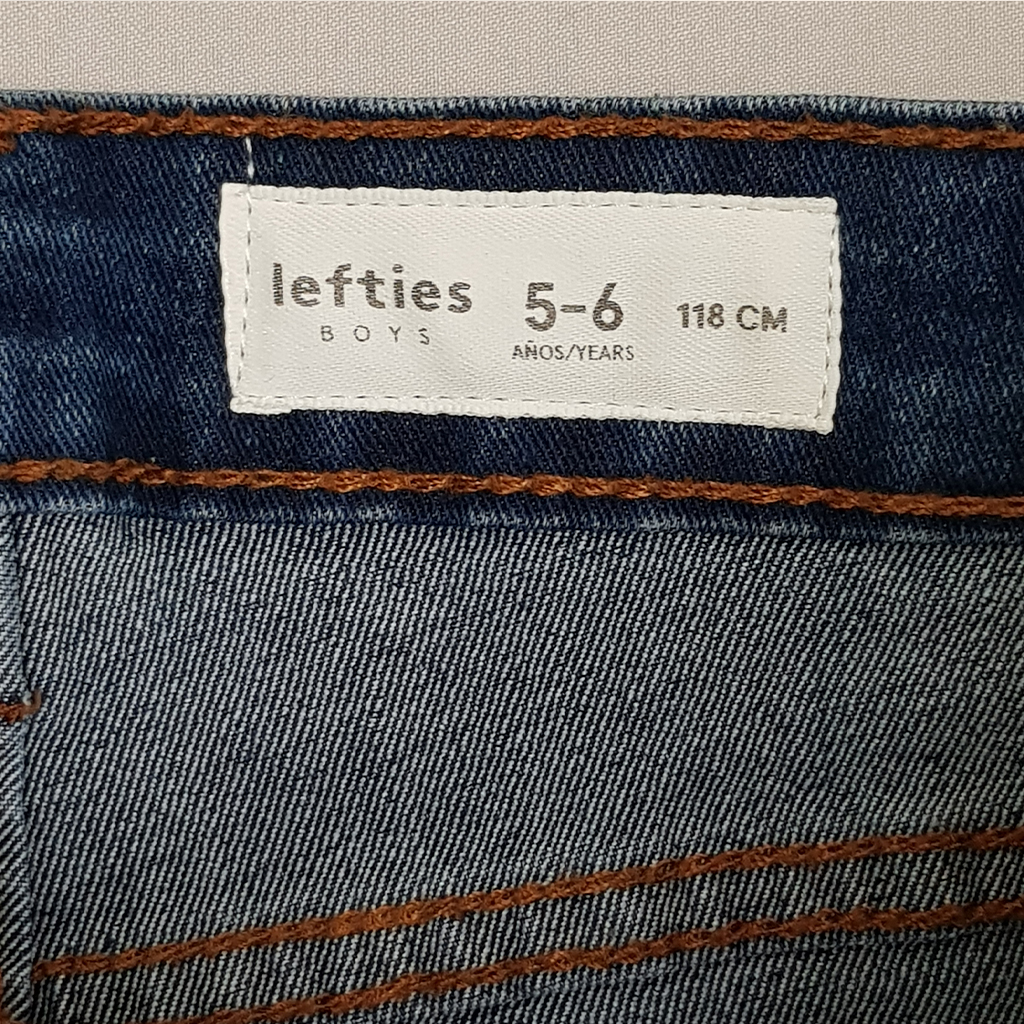 lefties
BOYS
5-6
AÑOS/YEARS
118 CM